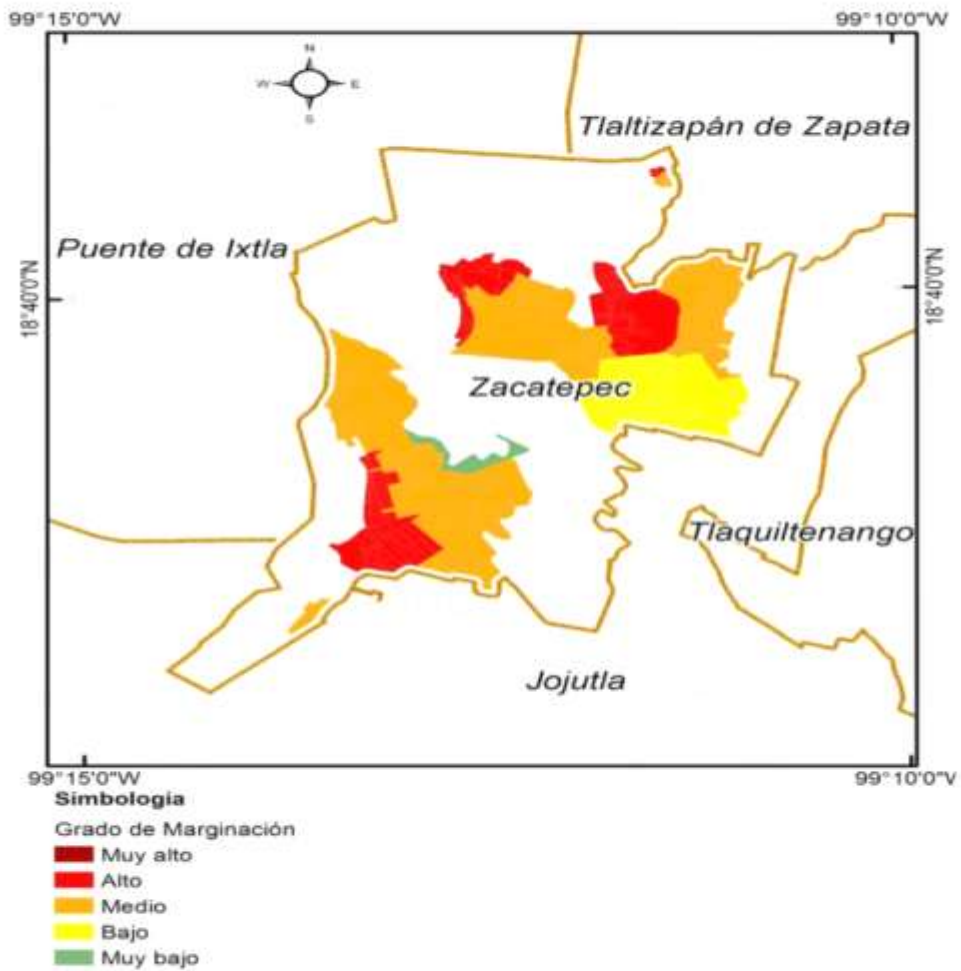 99°15'0"W 99°10'0"W
N
W E
S
Tlaltizapán de Zapata
Puente de Ixtla
18°40'0"N 18°40'0"N
Zacatepec
Tlaquiltenango
Jojutla
99°15'0"W 99°10'0"V
Simbología
Grado de Marginación
Muy alto
Alto
Medio
Bajo
Muy bajo